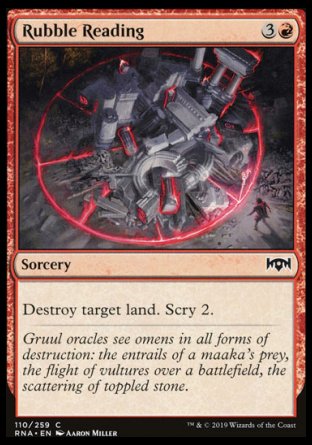 Rubble Reading 3
Sorcery
Destroy target land. Scry 2.
Gruul oracles see omens in all forms of
destruction: the entrails of a maaka's prey,
the flight of vultures over a battlefield, the
scattering of toppled stone.
110/259 C
RNA • EN AARON MILLER
™ & © 2019 Wizards of the Coast